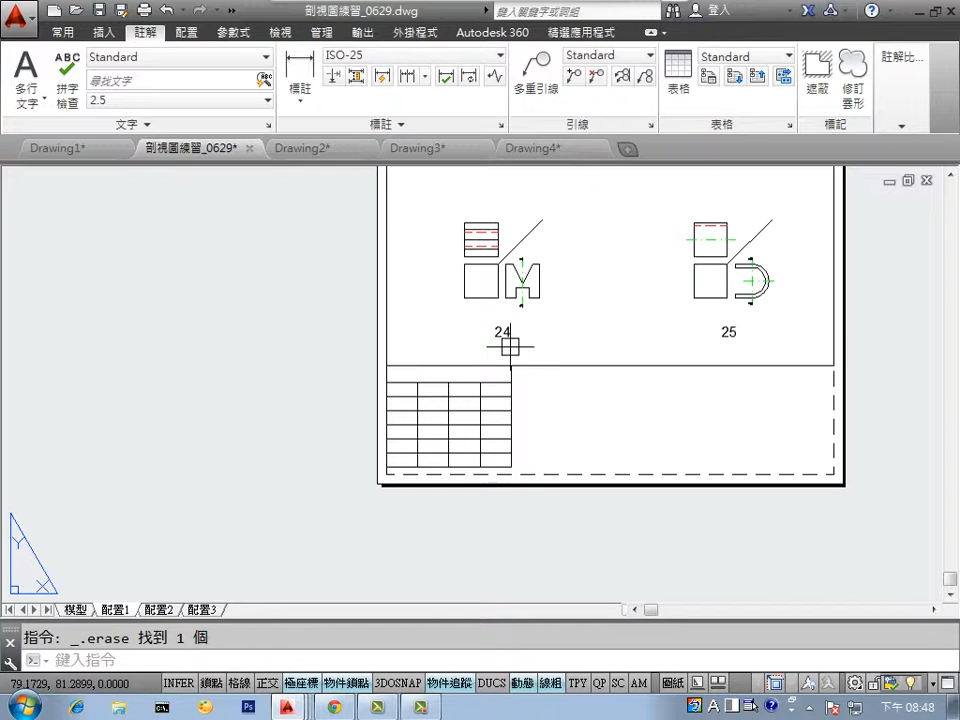 剖視圖練習_0629.dwg
鍵入關鍵字或詞組
登入
常用 插入 註解 配置 參數式 檢視 管理 輸出 外掛程式 Autodesk 360 精選應用程式
多行
文字
ABC
拼字
檢查
Standard
尋找文字
2.5
標註
ISO-25
多重引線
Standard
表格
Standard
遮蔽
修訂
雲形
註解比...
文字 標註 引線 表格 標記
Drawing1* 剖視圖練習_0629* Drawing2* Drawing3* Drawing4*
24
25
Y
X
模型 配置1 配置2 配置3
指令: _.erase 找到 1 個
鍵入指令
79.1729, 81.2899, 0.0000 INFER 鎖點 格線 正交 極座標 物件鎖點 3DOSNAP 物件追蹤 DUCS 動態 線粗 TPY QP SC AM 圖紙
Ps
A
下午 08:48